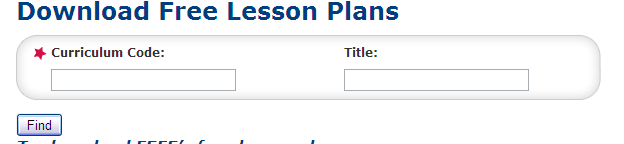 Download Free Lesson Plans
Curriculum Code: Title:
Find